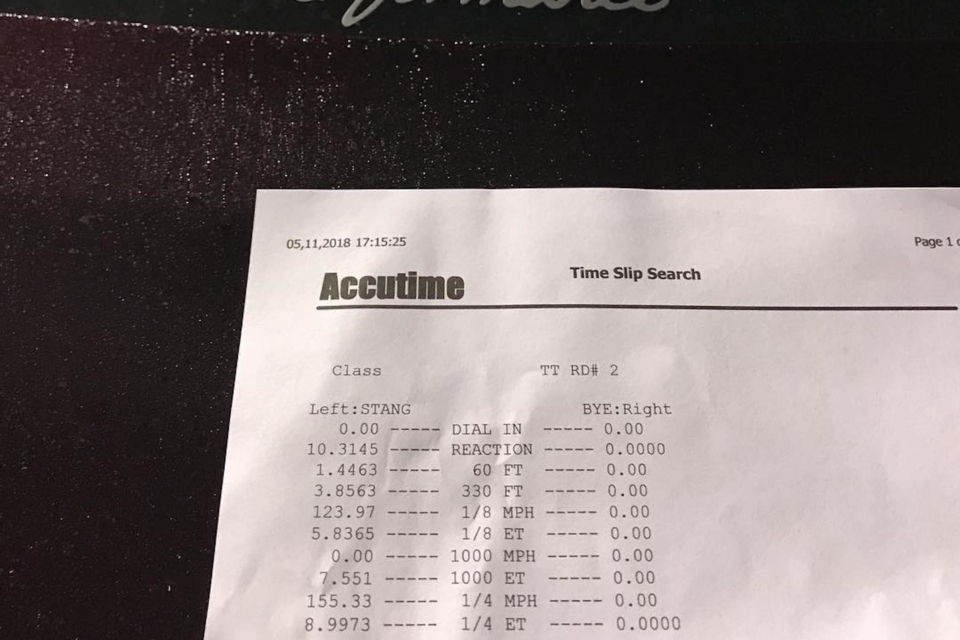 05,11,2018 17:15:25 Page 1
Accutime Time Slip Search
Class TT RD# 2
Left:STANG BYE:Right
0.00 ----- DIAL IN ----- 0.00
10.3145 ----- REACTION ----- 0.0000
1.4463 ----- 60 FT ----- 0.00
3.8563 ----- 330 FT ----- 0.00
123.97 ----- 1/8 MPH ----- 0.00
5.8365 ----- 1/8 ET ----- 0.00
0.00 ----- 1000 MPH ----- 0.00
7.551 ----- 1000 ET ----- 0.00
155.33 ----- 1/4 MPH ----- 0.00
8.9973 ----- 1/4 ET ----- 0.0000